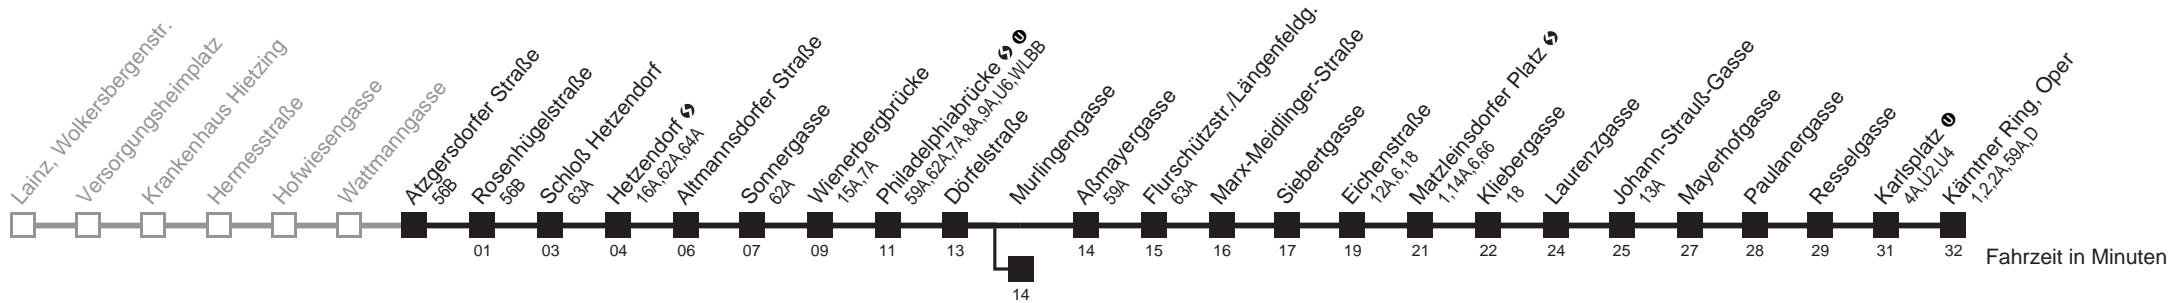 Lainz, Wolkersbergenstr.
Versorgungsheimplatz
Krankenhaus Hietzing
Hermesstraße
Hofwiesengasse
Wattmanngasse
Atzgersdorfer Straße
56B
Rosenhügelstraße
56B
01
Schloß Hetzendorf
63A
03
Hetzendorf
16A,62A,64A
04
Altmannsdorfer Straße
06
Sonnergasse
62A
07
Wienerbergbrücke
15A,7A
09
Philadelphiabrücke U
59A,62A,7A,8A,9A,U6,WLBB
11
Dörfelstraße
13
Murlingengasse
14
Aßmayergasse
59A
14
Flurschützstr./Längenfeldg.
63A
15
Marx-Meidlinger-Straße
16
Siebertgasse
17
Eichenstraße
12A,6,18
19
Matzleinsdorfer Platz
1,14A,6,66
21
Kliebergasse
18
22
Laurenzgasse
24
Johann-Strauß-Gasse
13A
25
Mayerhofgasse
27
Paulanergasse
28
Resselgasse
29
Karlsplatz U
4A,U2,U4
31
Kärntner Ring, Oper
1,2,2A,59A,D
32
Fahrzeit in Minuten